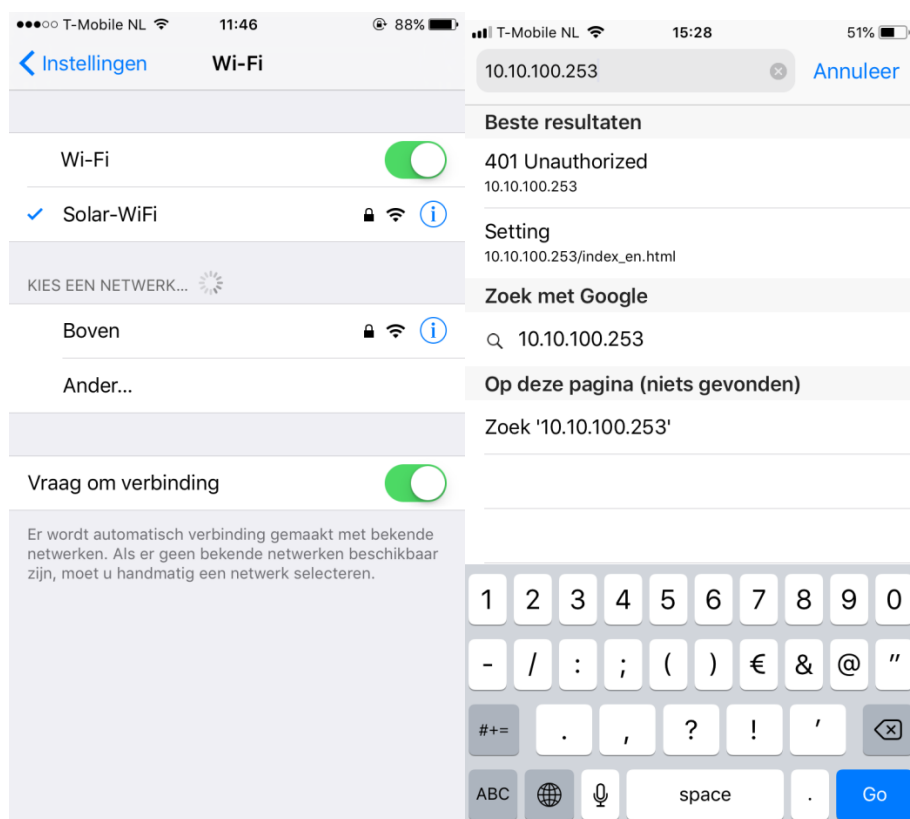 T-Mobile NL 11:46 88%
Instellingen Wi-Fi
Wi-Fi
Solar-WiFi
KIES EEN NETWERK...
Boven
Ander...
Vraag om verbinding
Er wordt automatisch verbinding gemaakt met bekende
netwerken. Als er geen bekende netwerken beschikbaar
zijn, moet u handmatig een netwerk selecteren.
T-Mobile NL 15:28 51%
10.10.100.253 Annuleer
Beste resultaten
401 Unauthorized
10.10.100.253
Setting
10.10.100.253/index_en.html
Zoek met Google
10.10.100.253
Op deze pagina (niets gevonden)
Zoek '10.10.100.253'
1 2 3 4 5 6 7 8 9 0
- / : ; ( ) € & @ "
#+= . , ? ! '
ABC space . Go